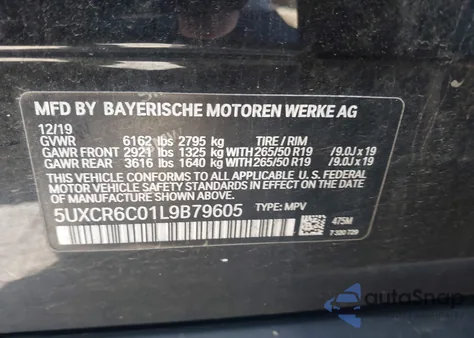 MFD BY BAYERISCHE MOTOREN WERKE AG
12/19
GVWR 6162 lbs 2795 kg TIRE / RIM
GAWR FRONT 2921 lbs 1325 kg WITH 265/50 R19 /9.0J x 19
GAWR REAR 3616 lbs 1640 kg WITH 265/50 R19 /9.0J x 19
THIS VEHICLE CONFORMS TO ALL APPLICABLE U.S. FEDERAL
MOTOR VEHICLE SAFETY STANDARDS IN EFFECT ON THE
DATE OF MANUFACTURE SHOWN ABOVE.
5UXCR6C01L9B79605 TYPE: MPV
475M
7 330 729
autoSnap